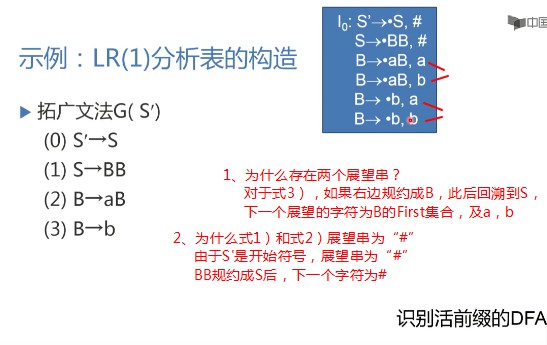 中国
示例：LR(1)分析表的构造
I₀: S'→•S, #
S→•BB, #
B→•aB, a
B→•aB, b
B→ •b, a
B→ •b, b
拓广文法G( S')
(0) S'→S
(1) S→BB
(2) B→aB
(3) B→b
1、为什么存在两个展望串？
对于式3），如果右边规约成B，此后回溯到S，
下一个展望的字符为B的First集合，及a，b
2、为什么式1）和式2）展望串为“#”
由于S'是开始符号，展望串为“#”
BB规约成S后，下一个字符为#
识别活前缀的DFA